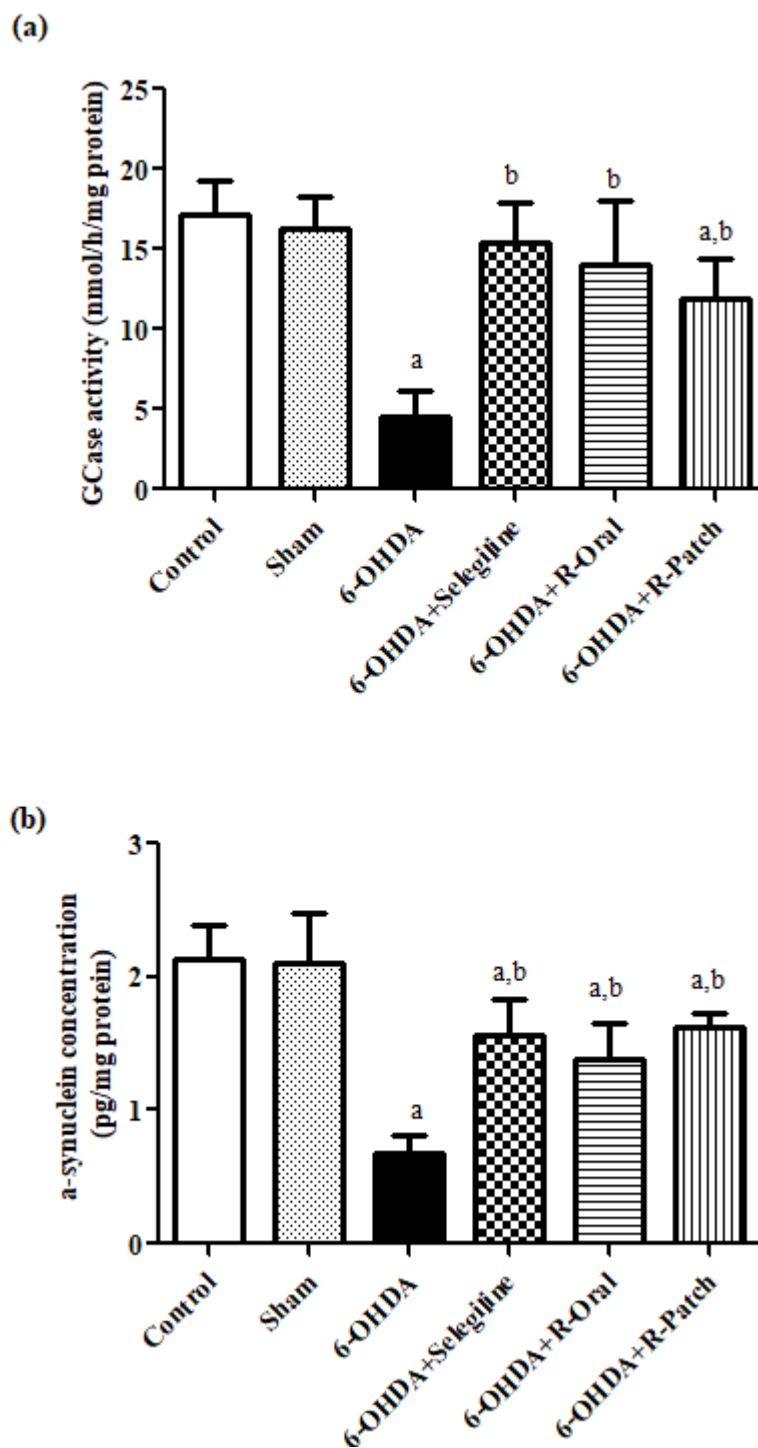 (a)
GCase activity (nmol/h/mg protein)
25
20
15
10
5
0
a
b
b
a,b
Control
Sham
6-OHDA
6-OHDA+Selegiline
6-OHDA+R-Oral
6-OHDA+R-Patch
(b)
a-synuclein concentration
(pg/mg protein)
3
2
1
0
a
a,b
a,b
a,b
Control
Sham
6-OHDA
6-OHDA+Selegiline
6-OHDA+R-Oral
6-OHDA+R-Patch